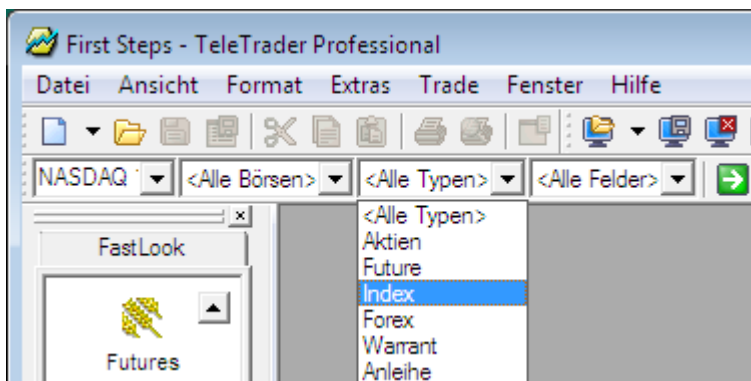 First Steps - TeleTrader Professional
Datei Ansicht Format Extras Trade Fenster Hilfe
NASDAQ <Alle Börsen> <Alle Typen> <Alle Felder>
<Alle Typen>
Aktien
Future
Index
Forex
Warrant
Anleihe
FastLook
Futures